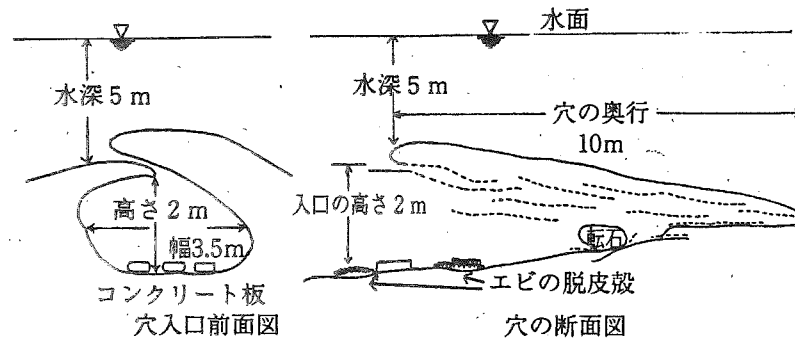 水面
水深5m
水深5m
穴の奥行
10m
高さ2m
幅3.5m
入口の高さ2m
転石
コンクリート板
エビの脱皮殻
穴入口前面図
穴の断面図